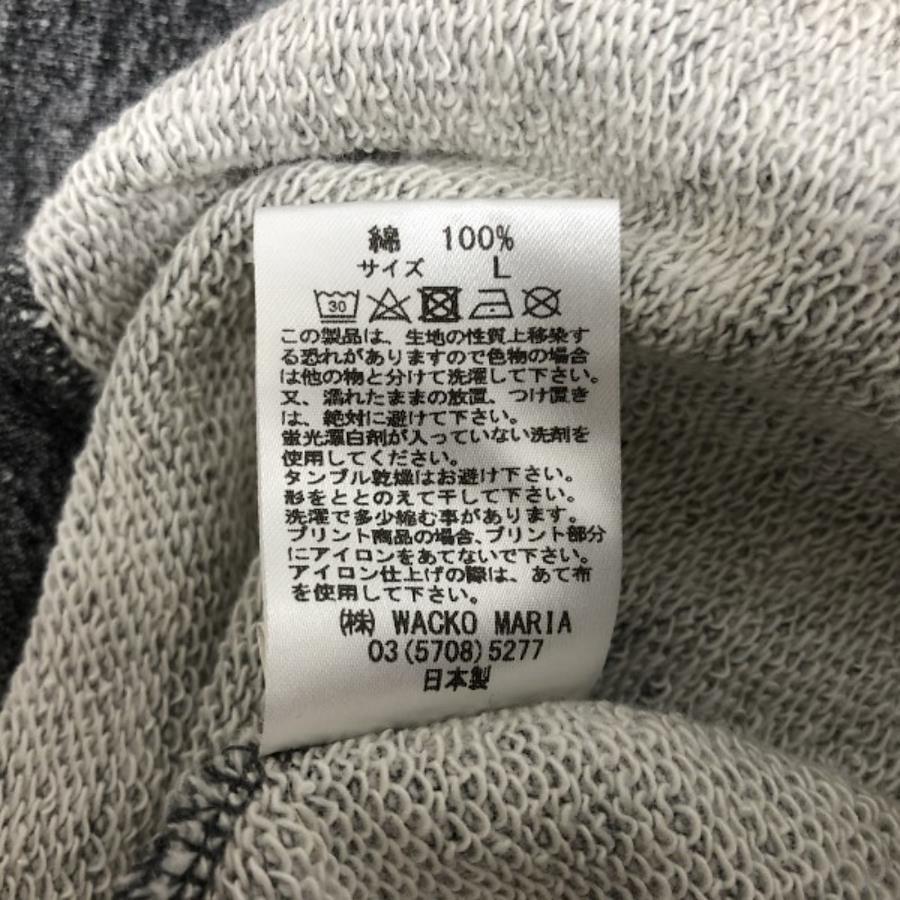 綿 100%
サイズ L
30
この製品は、生地の性質上移染す
る恐れがありますので色物の場合
は他の物と分けて洗濯して下さい。
又、濡れたままの放置、つけ置き
は、絶対に避けて下さい。
蛍光漂白剤が入っていない洗剤を
使用してください。
タンブル乾燥はお避け下さい。
形をととのえて干して下さい。
洗濯で多少縮む事があります。
プリント商品の場合、プリント部分
にアイロンをあてないで下さい。
アイロン仕上げの際は、あて布
を使用して下さい。
㈱ WACKO MARIA
03(5708)5277
日本製